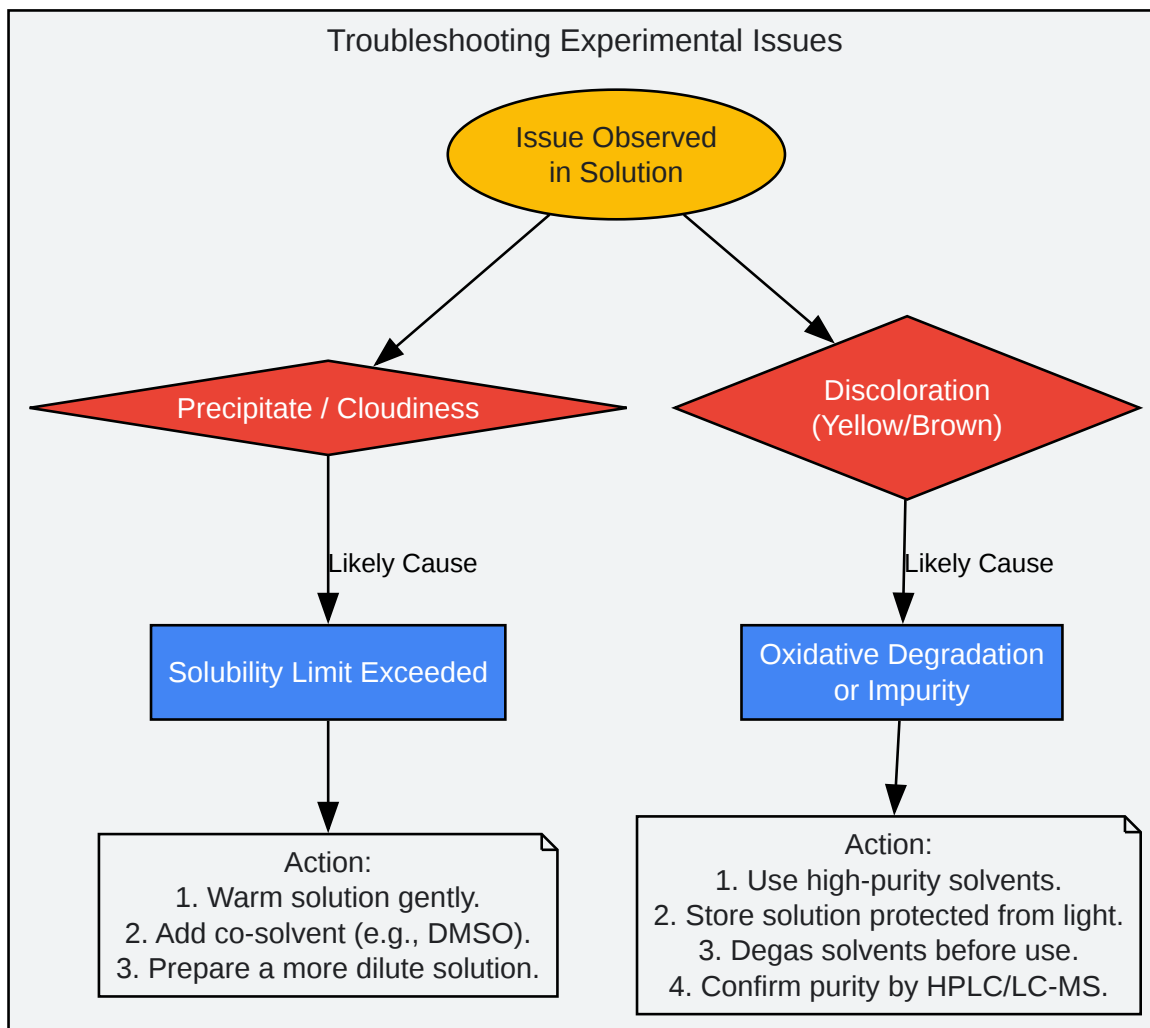 Troubleshooting Experimental Issues
Issue Observed
in Solution
Precipitate / Cloudiness
Discoloration
(Yellow/Brown)
Likely Cause
Likely Cause
Solubility Limit Exceeded
Oxidative Degradation
or Impurity
Action:
1. Warm solution gently.
2. Add co-solvent (e.g., DMSO).
3. Prepare a more dilute solution.
Action:
1. Use high-purity solvents.
2. Store solution protected from light.
3. Degas solvents before use.
4. Confirm purity by HPLC/LC-MS.